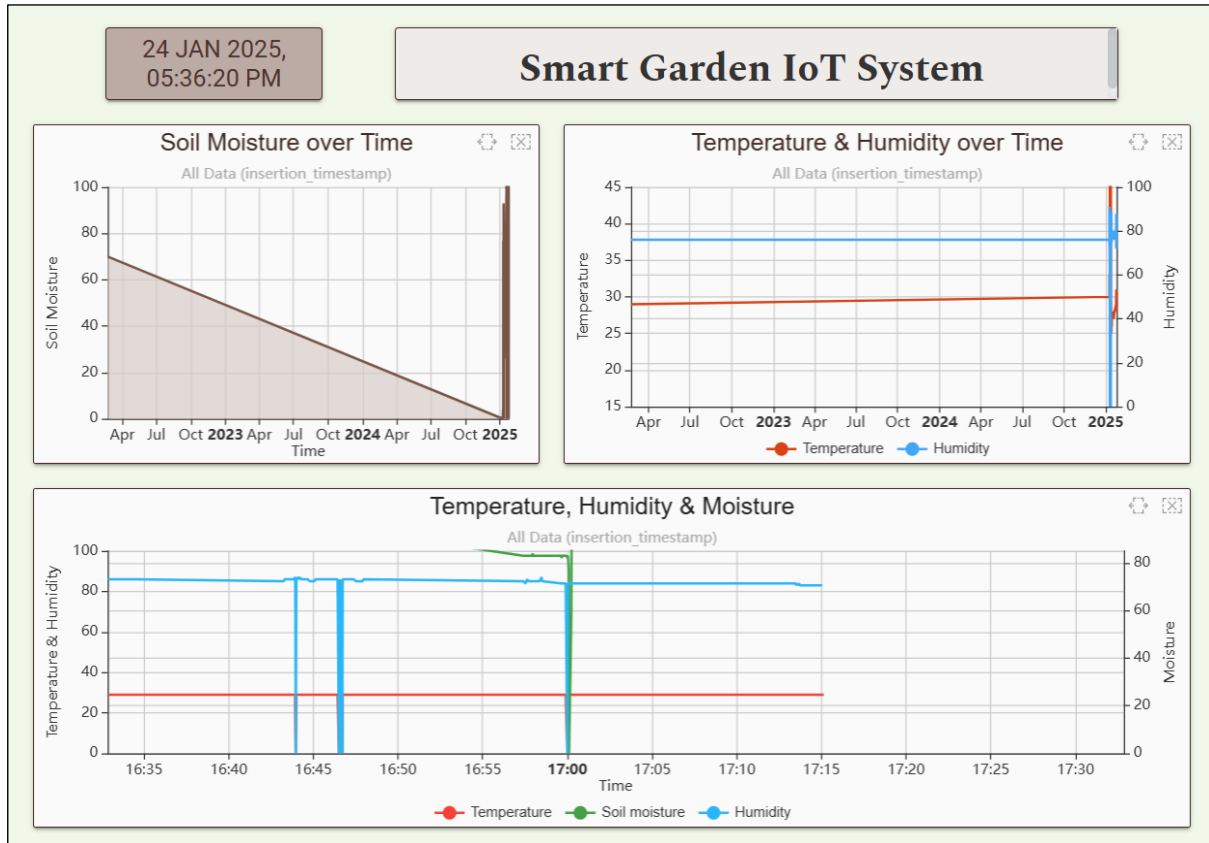 24 JAN 2025,
05:36:20 PM
Smart Garden IoT System
Soil Moisture over Time
All Data (insertion_timestamp)
100
80
60
40
20
0
Soil Moisture
Apr Jul Oct 2023 Apr Jul Oct 2024 Apr Jul Oct 2025
Time
Temperature & Humidity over Time
All Data (insertion_timestamp)
45
40
35
30
25
20
15
Temperature
100
80
60
40
20
0
Humidity
Apr Jul Oct 2023 Apr Jul Oct 2024 Apr Jul Oct 2025
Temperature Humidity
Temperature, Humidity & Moisture
All Data (insertion_timestamp)
100
80
60
40
20
0
Temperature & Humidity
80
60
40
20
0
Moisture
16:35 16:40 16:45 16:50 16:55 17:00 17:05 17:10 17:15 17:20 17:25 17:30
Time
Temperature Soil moisture Humidity